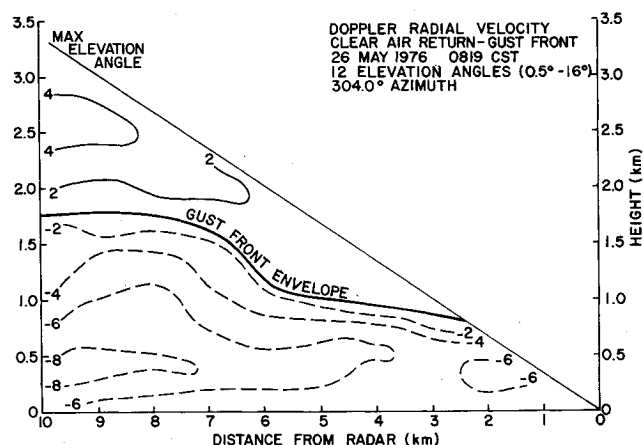 DOPPLER RADIAL VELOCITY
CLEAR AIR RETURN-GUST FRONT
26 MAY 1976 0819 CST
12 ELEVATION ANGLES (0.5°-16°)
304.0° AZIMUTH
MAX
ELEVATION
ANGLE
3.5
3.0
2.5
2.0
1.5
1.0
0.5
0
4
4
2
2
GUST FRONT ENVELOPE
-2
-4
-6
-8
-8
-6
-2
-4
-6
-6
3.5
3.0
2.5
2.0
1.5
1.0
0.5
0
HEIGHT (km)
10 9 8 7 6 5 4 3 2 1 0
DISTANCE FROM RADAR (km)